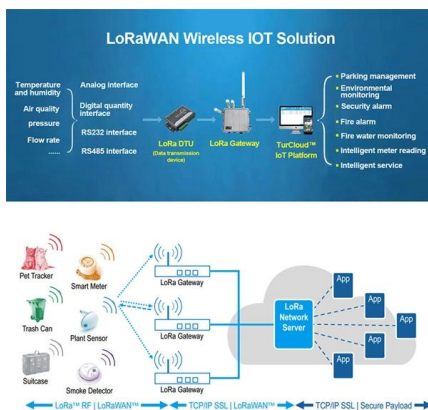 LoRaWAN Wireless IOT Solution
Temperature
and humidity
Air quality
pressure
Flow rate
......
Analog interface
Digital quantity
interface
RS232 interface
RS485 interface
LoRa DTU
(Data transmission
device)
LoRa Gateway
TurCloud™
IoT Platform
Parking management
Environmental
monitoring
Security alarm
Fire alarm
Fire water monitoring
Intelligent meter reading
Intelligent service
Pet Tracker
Smart Meter
Trash Can
Plant Sensor
Suitcase
Smoke Detector
LoRa Gateway
LoRa Gateway
LoRa Gateway
LoRa
Network
Server
App
App
App
App
App
LoRa™ RF | LoRaWAN™
TCP/IP SSL | LoRaWAN™
TCP/IP SSL | Secure Payload